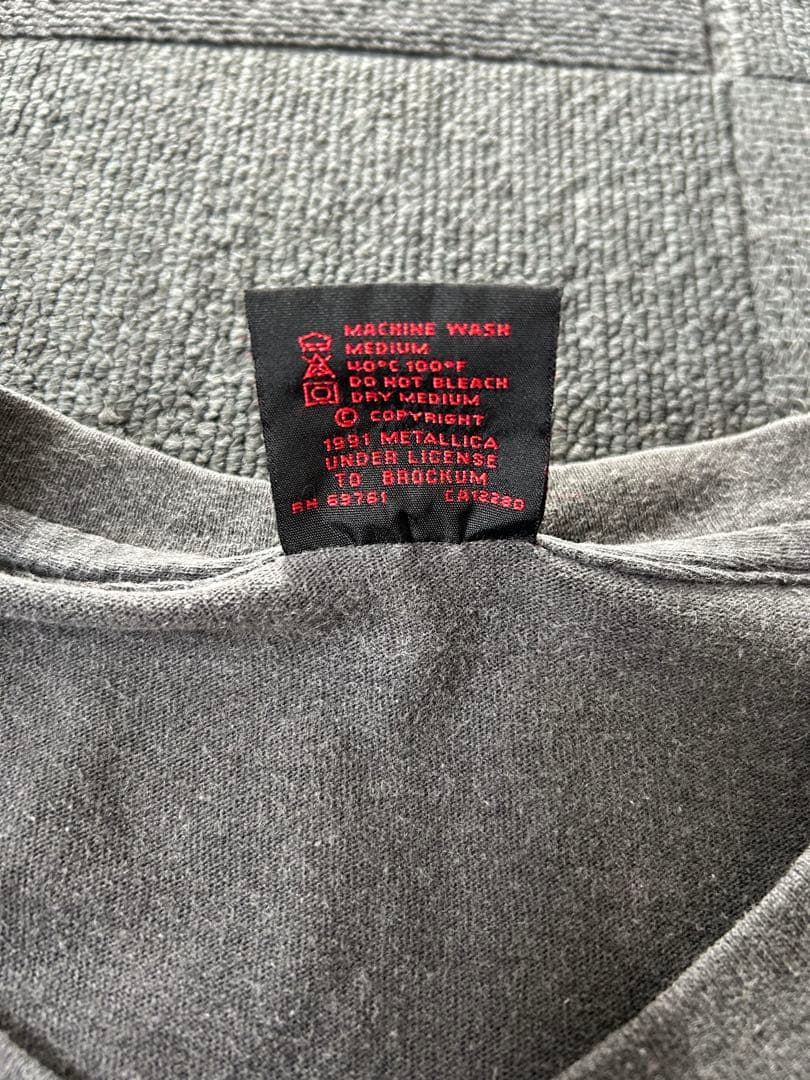 MACHINE WASH
MEDIUM
40°C 100°F
DO NOT BLEACH
DRY MEDIUM
© COPYRIGHT
1991 METALLICA
UNDER LICENSE
TO BROCKUM
RN 69761 CA12280